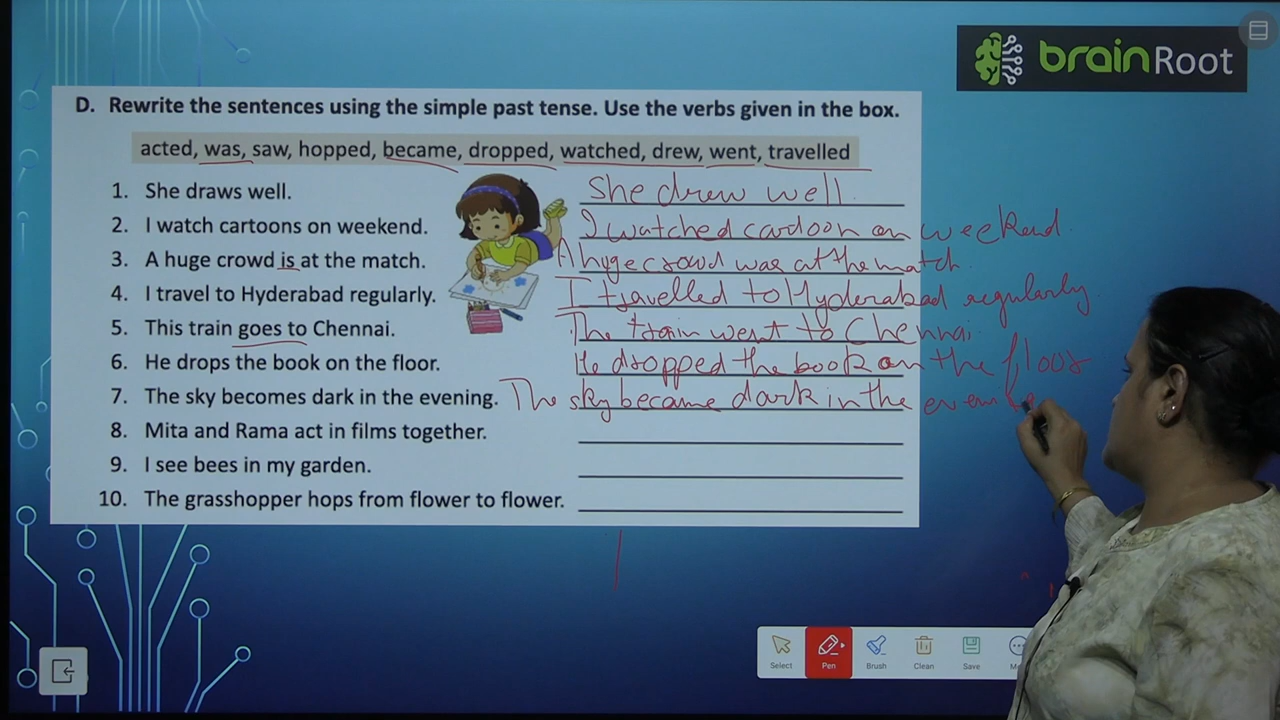 brainRoot
D. Rewrite the sentences using the simple past tense. Use the verbs given in the box.
acted, was, saw, hopped, became, dropped, watched, drew, went, travelled
1. She draws well. She drew well.
2. I watch cartoons on weekend. I watched cartoon on weekend.
3. A huge crowd is at the match. A huge crowd was at the match.
4. I travel to Hyderabad regularly. I travelled to Hyderabad regularly.
5. This train goes to Chennai. The train went to Chennai.
6. He drops the book on the floor. He dropped the book on the floor
7. The sky becomes dark in the evening. The sky became dark in the
8. Mita and Rama act in films together.
9. I see bees in my garden.
10. The grasshopper hops from flower to flower.
Select Pen Brush Clean Save